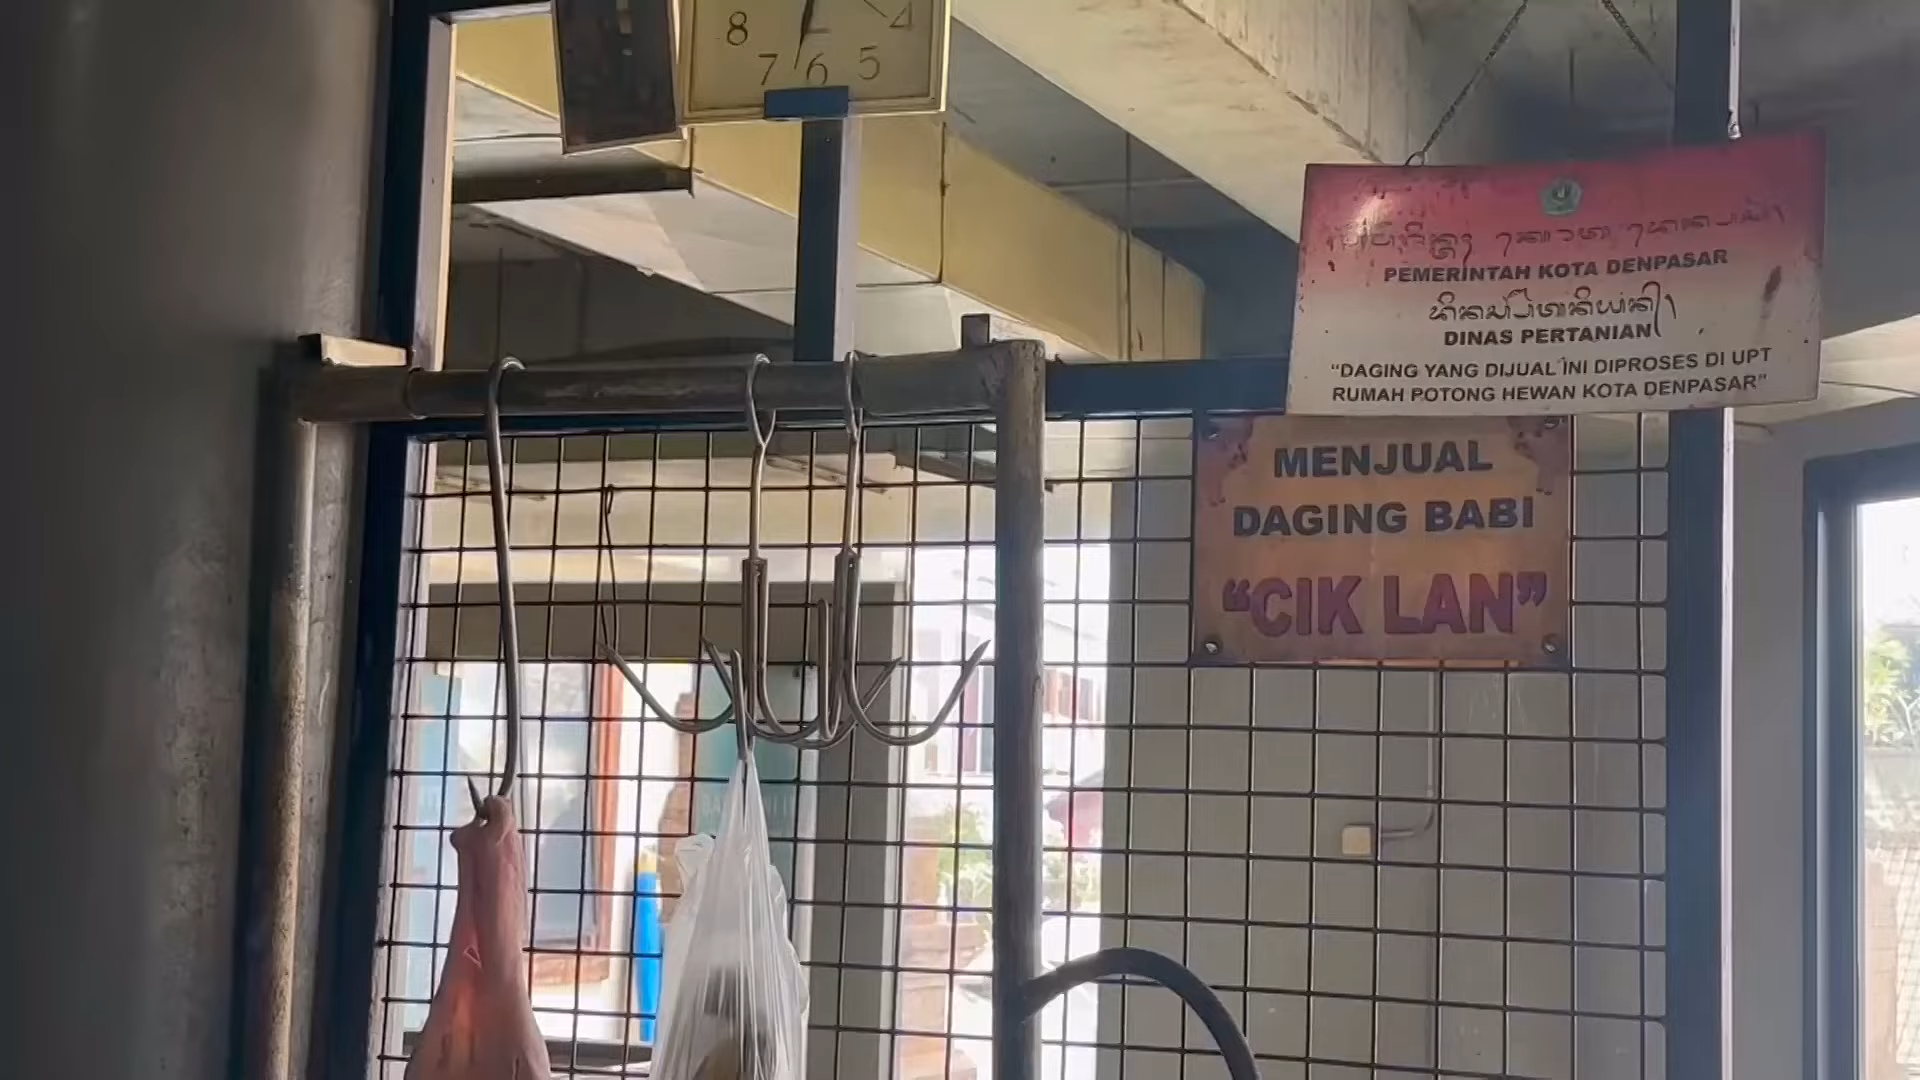 8
4
7 6 5
PEMERINTAH KOTA DENPASAR
DINAS PERTANIAN
“DAGING YANG DIJUAL INI DIPROSES DI UPT
RUMAH POTONG HEWAN KOTA DENPASAR”
MENJUAL
DAGING BABI
“CIK LAN”